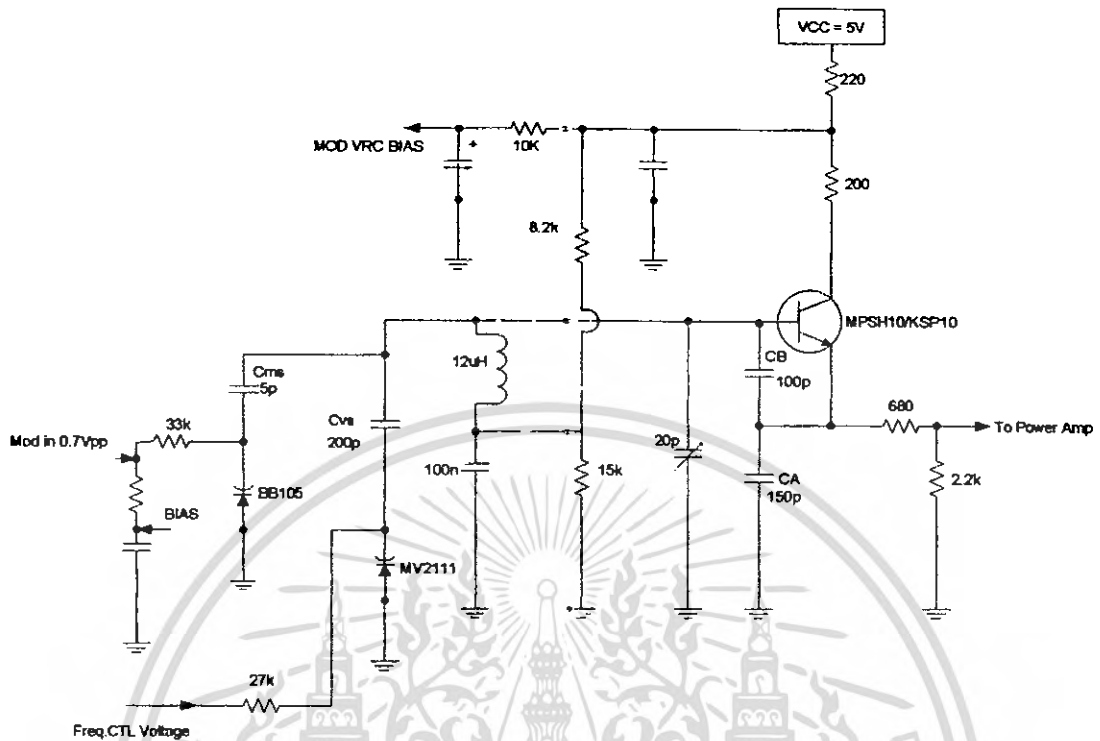 VCC = 5V
220
MOD VRC BIAS
+
10K
200
8.2k
MPSH10/KSP10
12uH
CB
100p
Cms
5p
33k
Cvs
200p
Mod in 0.7Vpp
680
To Power Amp
20p
100n
15k
CA
150p
2.2k
BB105
BIAS
MV2111
27k
Freq.CTL Voltage